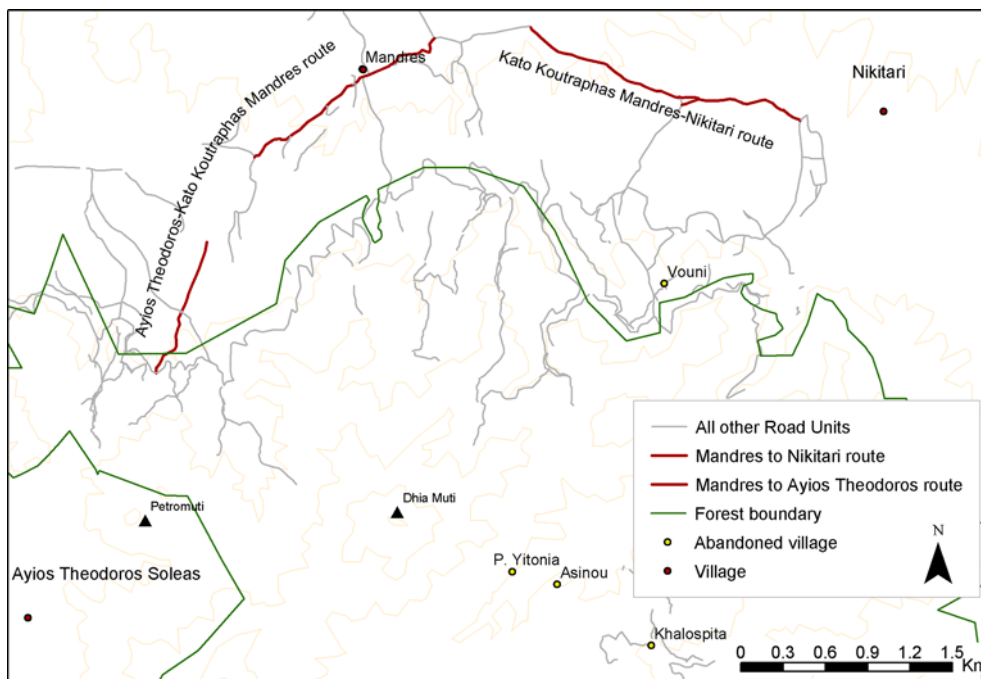 Mandres
Ayios Theodoros-Kato Koutraphas Mandres route
Kato Koutraphas Mandres-Nikitari route
Nikitari
Vouni
Petromuti
Dhia Muti
Ayios Theodoros Soleas
P. Yitonia
Asinou
Khalospita
All other Road Units
Mandres to Nikitari route
Mandres to Ayios Theodoros route
Forest boundary
Abandoned village
Village
N
0 0.3 0.6 0.9 1.2 1.5
Km